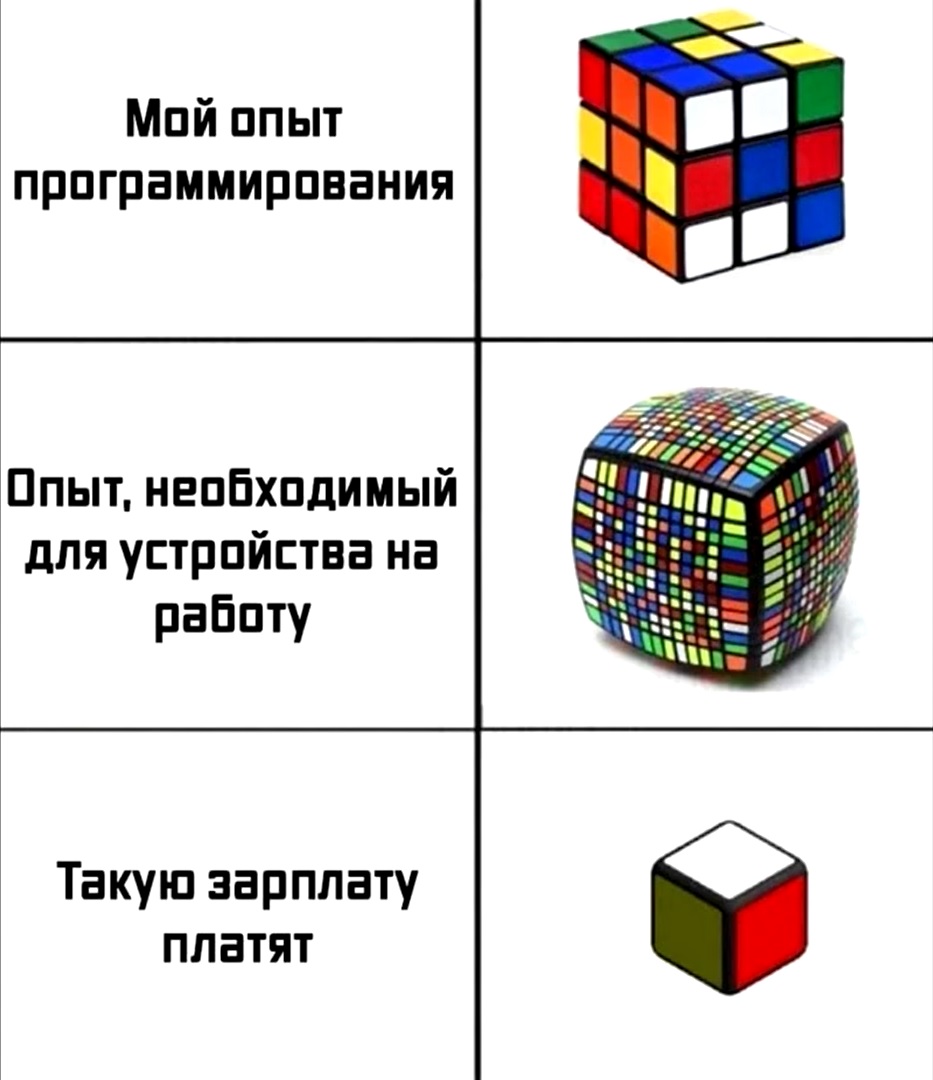 Мой опыт
программирования
Опыт, необходимый
для устройства на
работу
Такую зарплату
платят